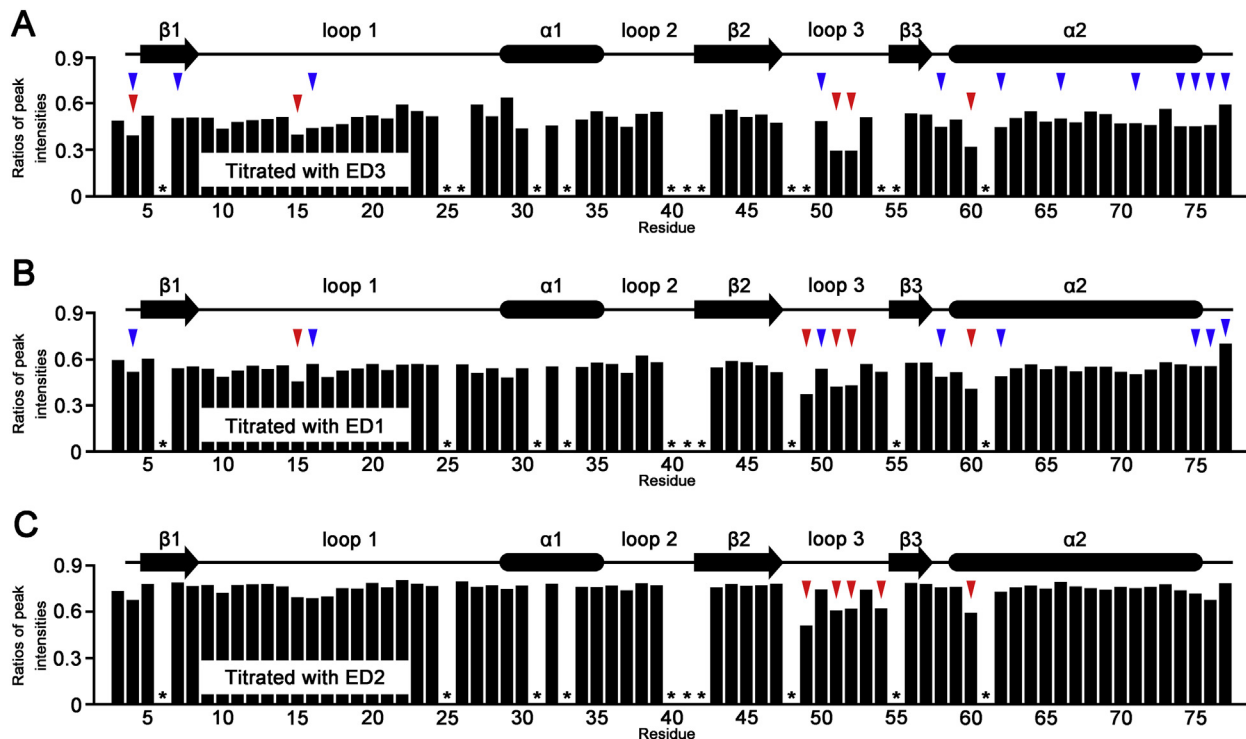 A
β1 loop 1 α1 loop 2 β2 loop 3 β3 α2
0.9
0.6
0.3
0
Ratios of peak
intensities
Titrated with ED3
* * * * * * * * * * * * *
5 10 15 20 25 30 35 40 45 50 55 60 65 70 75
Residue
B
β1 loop 1 α1 loop 2 β2 loop 3 β3 α2
0.9
0.6
0.3
0
Ratios of peak
intensities
Titrated with ED1
* * * * * * * * * *
5 10 15 20 25 30 35 40 45 50 55 60 65 70 75
Residue
C
β1 loop 1 α1 loop 2 β2 loop 3 β3 α2
0.9
0.6
0.3
0
Ratios of peak
intensities
Titrated with ED2
* * * * * * * * * *
5 10 15 20 25 30 35 40 45 50 55 60 65 70 75
Residue